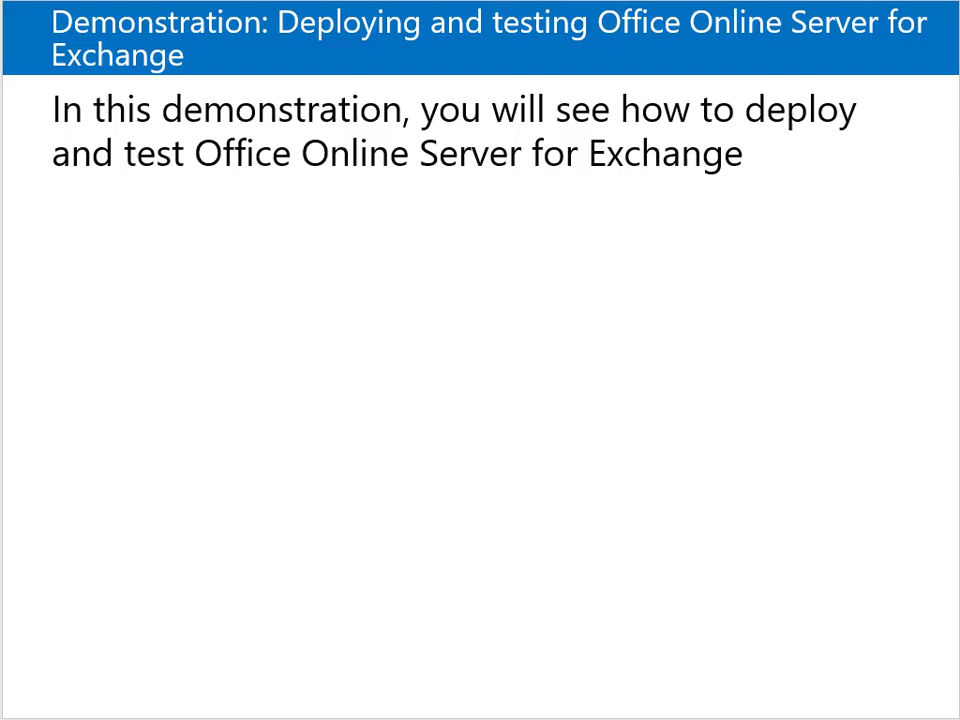 Demonstration: Deploying and testing Office Online Server for
Exchange
In this demonstration, you will see how to deploy
and test Office Online Server for Exchange